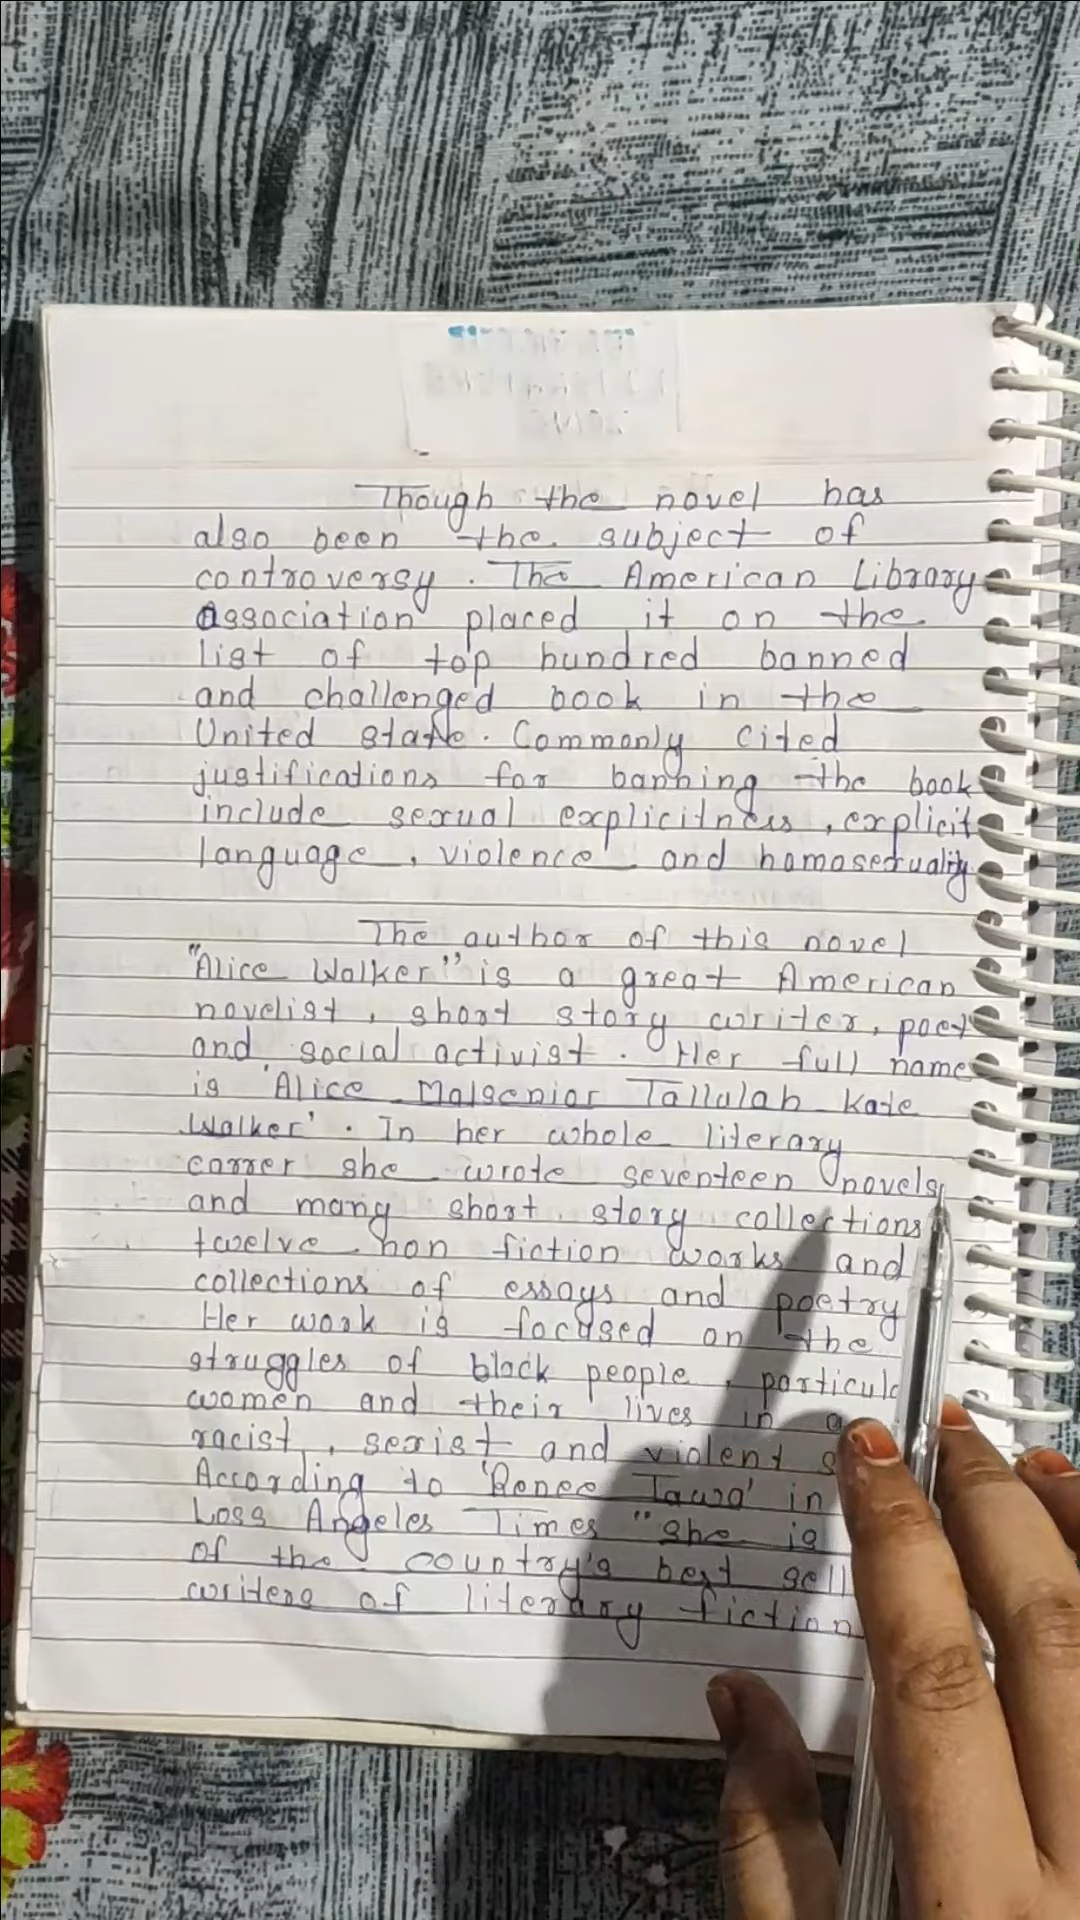 Though the novel has
also been the subject of
controversy. The American Library
Association placed it on the
list of top hundred banned
and challenged book in the
United state. Commonly cited
justifications for banning the book
include sexual explicitness, explicit
language, violence and homosexuality
The author of this novel
"Alice Walker" is a great American
novelist, short story writer, poet
and social activist. Her full name
is 'Alice Malsenior Tallulah Kate
Walker'. In her whole literary
carrer she wrote seventeen novels
and many short story collections
twelve non fiction works and
collections of essays and poetry
Her work is focused on the
struggles of black people, particula
women and their lives in a
racist, sexist and violent s
According to 'Renee Tawa' in
Loss Angeles Times "she is
of the country's best sell
writers of literary fiction